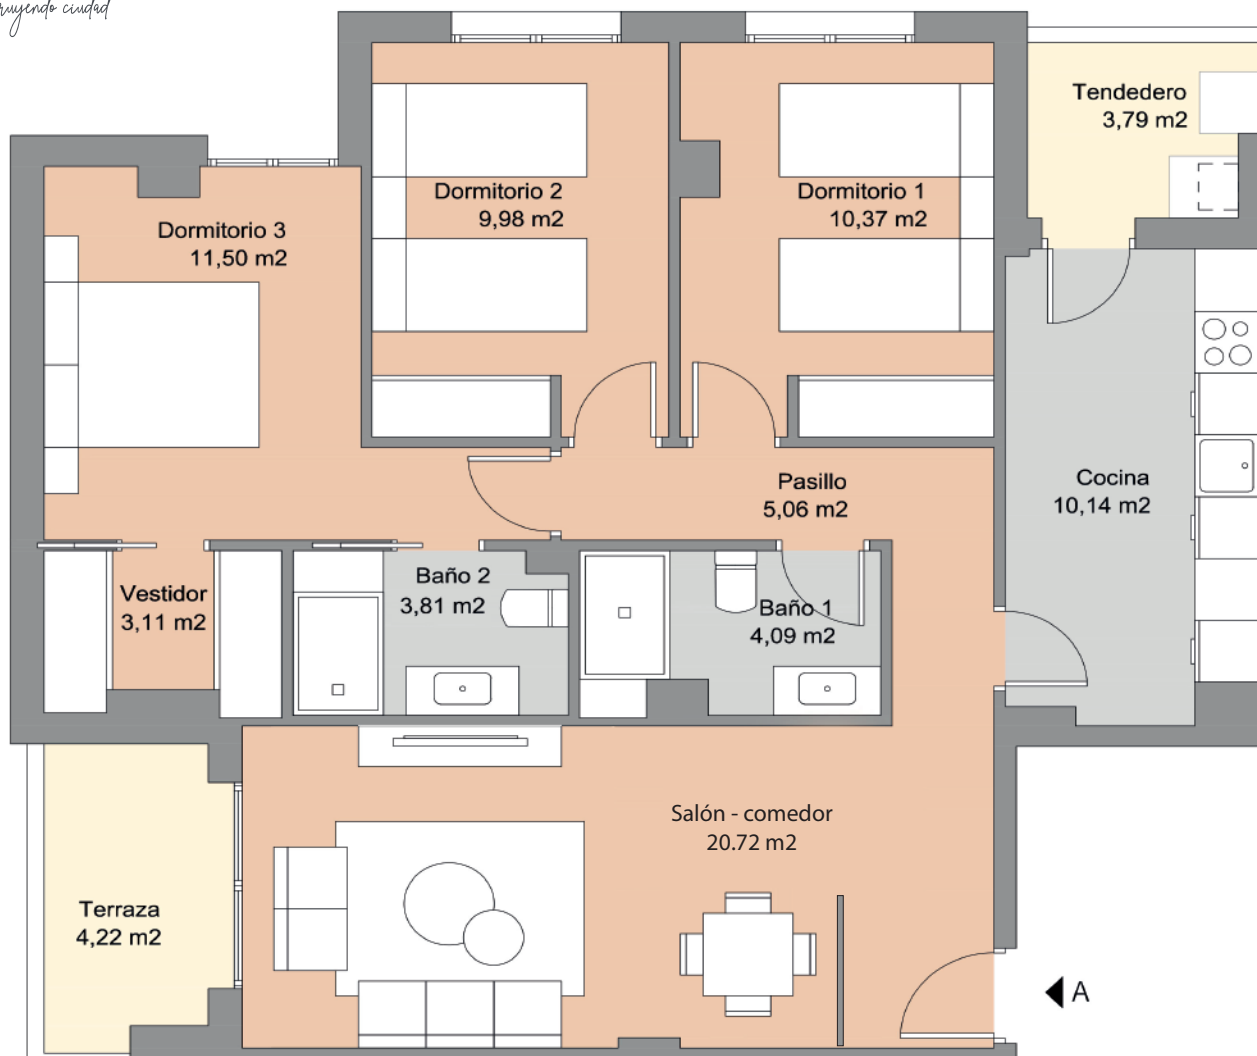 ciudad
Tendedero
3,79 m2
Dormitorio 2
9,98 m2
Dormitorio 1
10,37 m2
Dormitorio 3
11,50 m2
Cocina
10,14 m2
Pasillo
5,06 m2
Baño 2
3,81 m2
Vestidor
3,11 m2
Baño 1
4,09 m2
Salón - comedor
20.72 m2
Terraza
4,22 m2
A